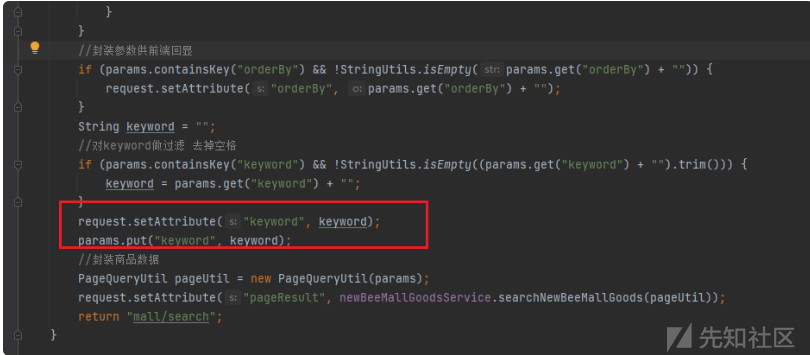 }
}
//封装参数供前端回显
if (params.containsKey("orderBy") && !StringUtils.isEmpty( str: params.get("orderBy") + "")) {
request.setAttribute( s: "orderBy", o: params.get("orderBy") + "");
}
String keyword = "";
//对keyword做过滤 去掉空格
if (params.containsKey("keyword") && !StringUtils.isEmpty((params.get("keyword") + "").trim())) {
keyword = params.get("keyword") + "";
}
request.setAttribute( s: "keyword", keyword);
params.put("keyword", keyword);
//封装商品数据
PageQueryUtil pageUtil = new PageQueryUtil(params);
request.setAttribute( s: "pageResult", newBeeMallGoodsService.searchNewBeeMallGoods(pageUtil));
return "mall/search";
}
先知社区